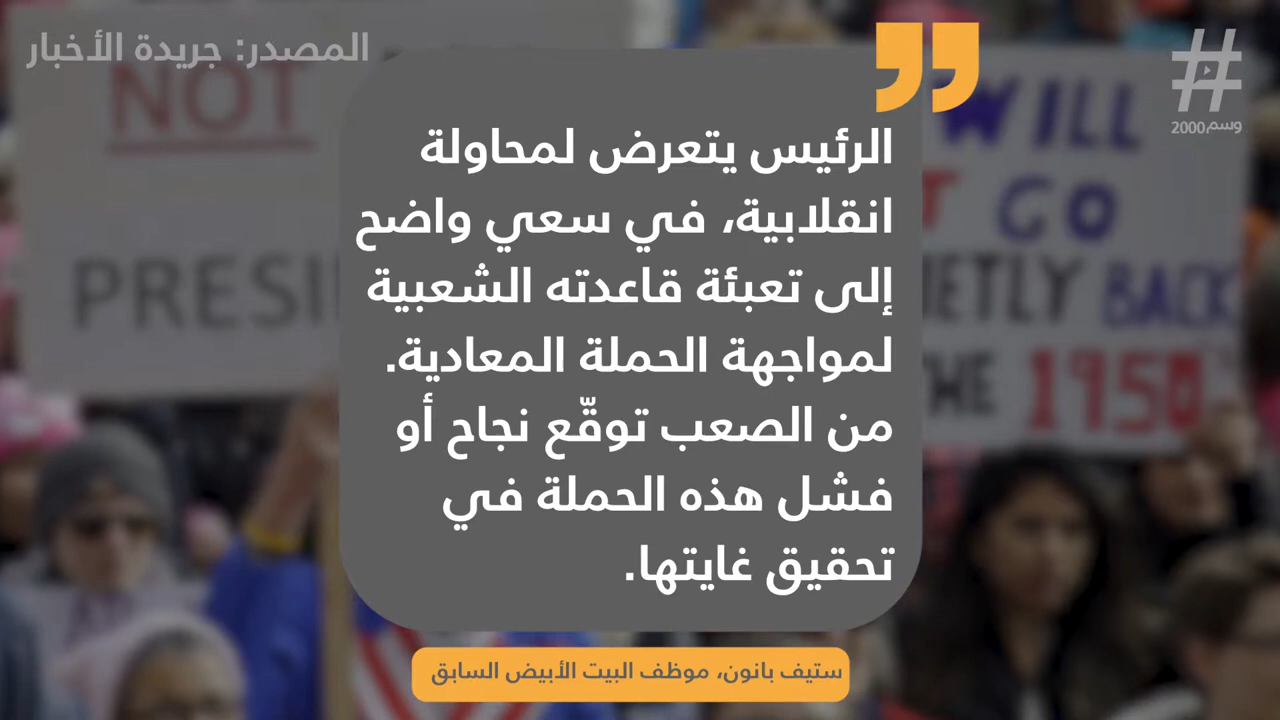 المصدر: جريدة الأخبار
وسم2000
NOT
PRESI
WILL
T GO
IETLY BACK
HE 1950
الرئيس يتعرض لمحاولة
انقلابية، في سعي واضح
إلى تعبئة قاعدته الشعبية
لمواجهة الحملة المعادية.
من الصعب توقّع نجاح أو
فشل هذه الحملة في
تحقيق غايتها.
ستيف بانون، موظف البيت الأبيض السابق